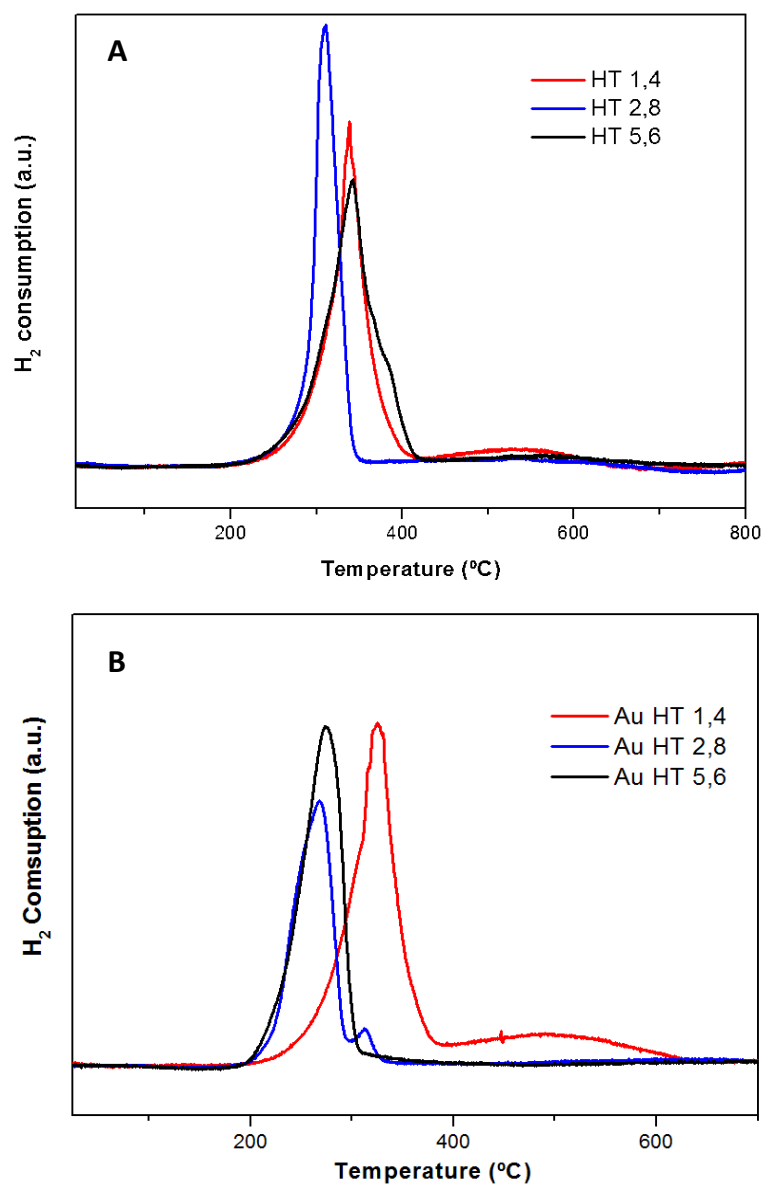 A
HT 1,4
HT 2,8
HT 5,6
H2 consumption (a.u.)
200 400 600 800
Temperature (ºC)
B
Au HT 1,4
Au HT 2,8
Au HT 5,6
H2 Comsuption (a.u.)
200 400 600
Temperature (ºC)